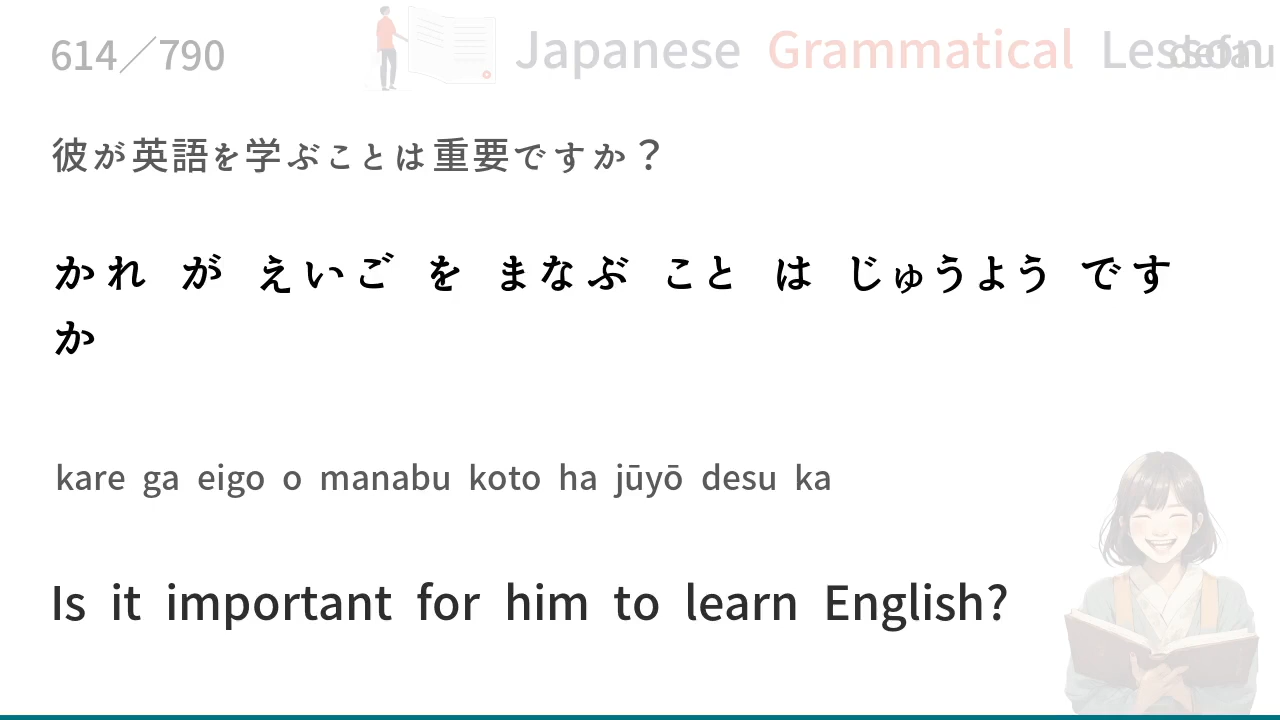 614／790
Japanese Grammatical Lesson
彼が英語を学ぶことは重要ですか？
かれ が えいご を まなぶ こと は じゅうよう です
か
kare ga eigo o manabu koto ha jūyō desu ka
Is it important for him to learn English?